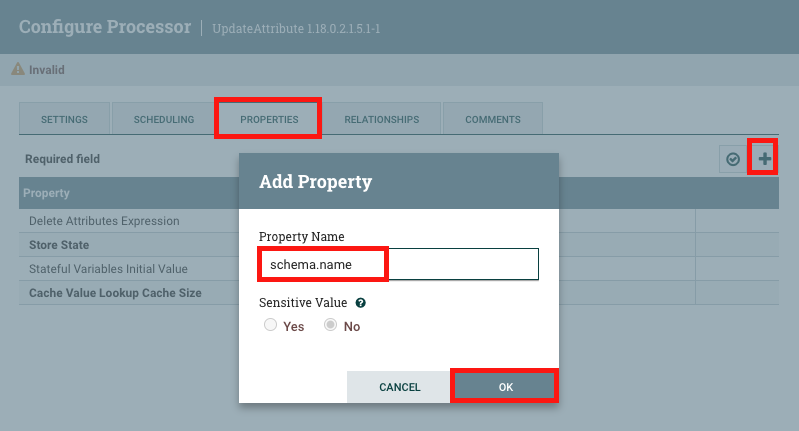 Configure Processor | UpdateAttribute 1.18.0.2.1.5.1-1
Invalid
SETTINGS SCHEDULING PROPERTIES RELATIONSHIPS COMMENTS
Required field
Property
Delete Attributes Expression
Store State
Stateful Variables Initial Value
Cache Value Lookup Cache Size
Add Property
Property Name
schema.name
Sensitive Value ?
Yes No
CANCEL OK